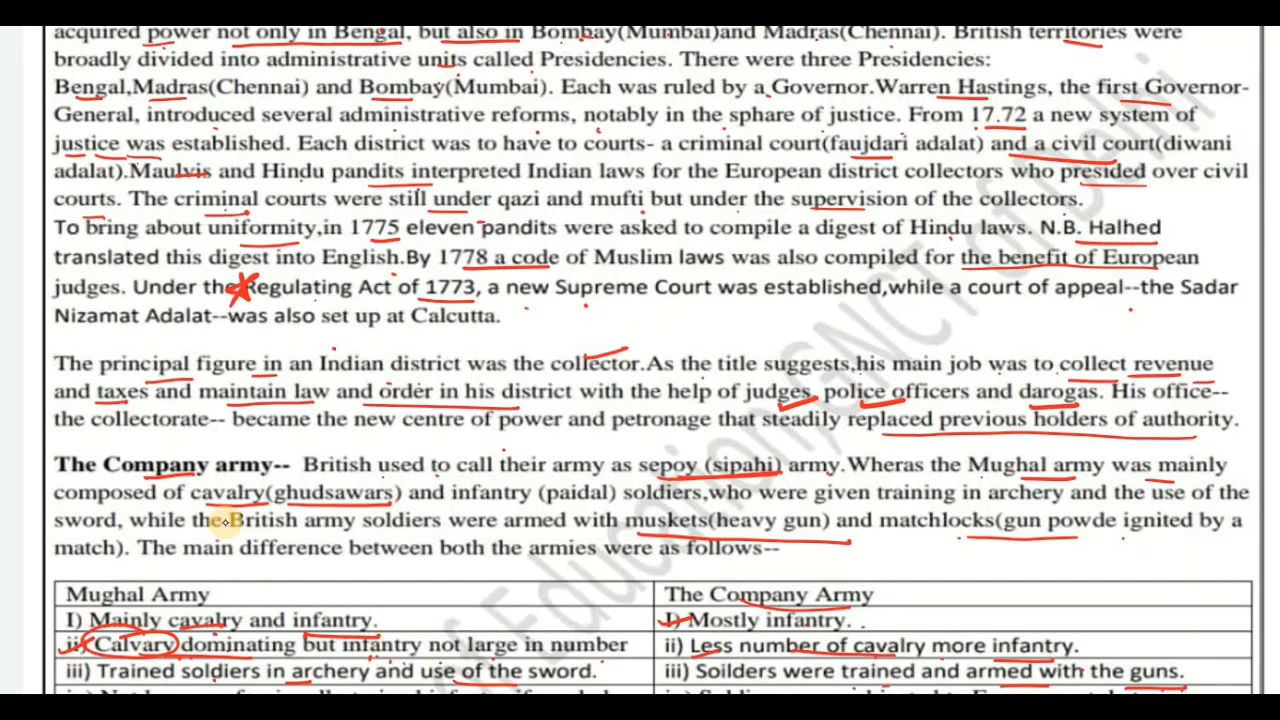 acquired power not only in Bengal, but also in Bombay(Mumbai)and Madras(Chennai). British territories were
broadly divided into administrative units called Presidencies. There were three Presidencies:
Bengal,Madras(Chennai) and Bombay(Mumbai). Each was ruled by a Governor.Warren Hastings, the first Governor-
General, introduced several administrative reforms, notably in the sphare of justice. From 17.72 a new system of
justice was established. Each district was to have to courts- a criminal court(faujdari adalat) and a civil court(diwani
adalat).Maulvis and Hindu pandits interpreted Indian laws for the European district collectors who presided over civil
courts. The criminal courts were still under qazi and mufti but under the supervision of the collectors.
To bring about uniformity,in 1775 eleven pandits were asked to compile a digest of Hindu laws. N.B. Halhed
translated this digest into English.By 1778 a code of Muslim laws was also compiled for the benefit of European
judges. Under the Regulating Act of 1773, a new Supreme Court was established,while a court of appeal--the Sadar
Nizamat Adalat--was also set up at Calcutta.
The principal figure in an Indian district was the collector.As the title suggests,his main job was to collect revenue
and taxes and maintain law and order in his district with the help of judges, police officers and darogas. His office--
the collectorate-- became the new centre of power and petronage that steadily replaced previous holders of authority.
The Company army-- British used to call their army as sepoy (sipahi) army.Wheras the Mughal army was mainly
composed of cavalry(ghudsawars) and infantry (paidal) soldiers,who were given training in archery and the use of the
sword, while the British army soldiers were armed with muskets(heavy gun) and matchlocks(gun powde ignited by a
match). The main difference between both the armies were as follows--
Mughal Army
The Company Army
I) Mainly cavalry and infantry.
I) Mostly infantry.
ii) Calvary dominating but infantry not large in number
ii) Less number of cavalry more infantry.
iii) Trained soldiers in archery and use of the sword.
iii) Soilders were trained and armed with the guns.
of Education,GNCT of Delhi